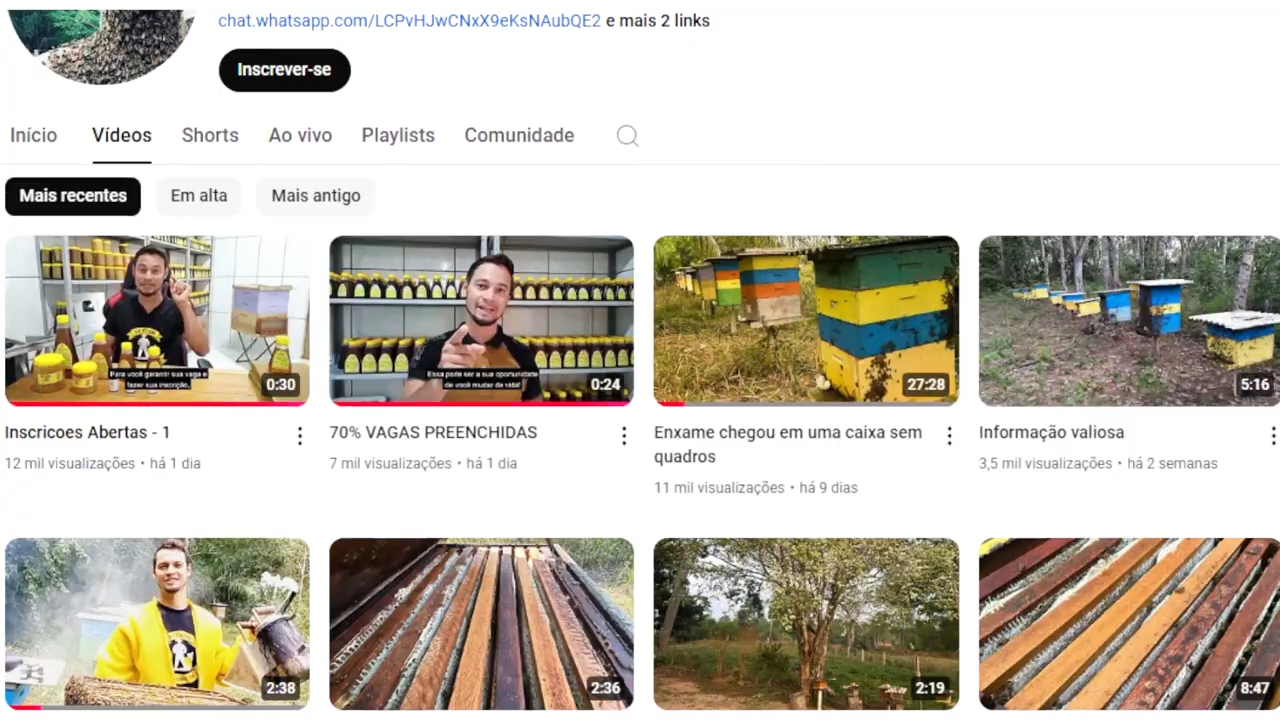 chat.whatsapp.com/LCPvHJwCNxX9eKsNAubQE2 e mais 2 links
Inscrever-se
Início Vídeos Shorts Ao vivo Playlists Comunidade
Mais recentes Em alta Mais antigo
Para você garantir sua vaga e
fazer sua inscrição,
0:30
Essa pode ser a sua oportunidade
de você mudar de vida!
0:24
27:28
5:16
Inscricoes Abertas - 1
12 mil visualizações • há 1 dia
70% VAGAS PREENCHIDAS
7 mil visualizações • há 1 dia
Enxame chegou em uma caixa sem
quadros
11 mil visualizações • há 9 dias
Informação valiosa
3,5 mil visualizações • há 2 semanas
2:38
2:36
2:19
8:47